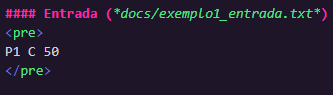 #### Entrada (*docs/exemplo1_entrada.txt*)
<pre>
P1 C 50
</pre>